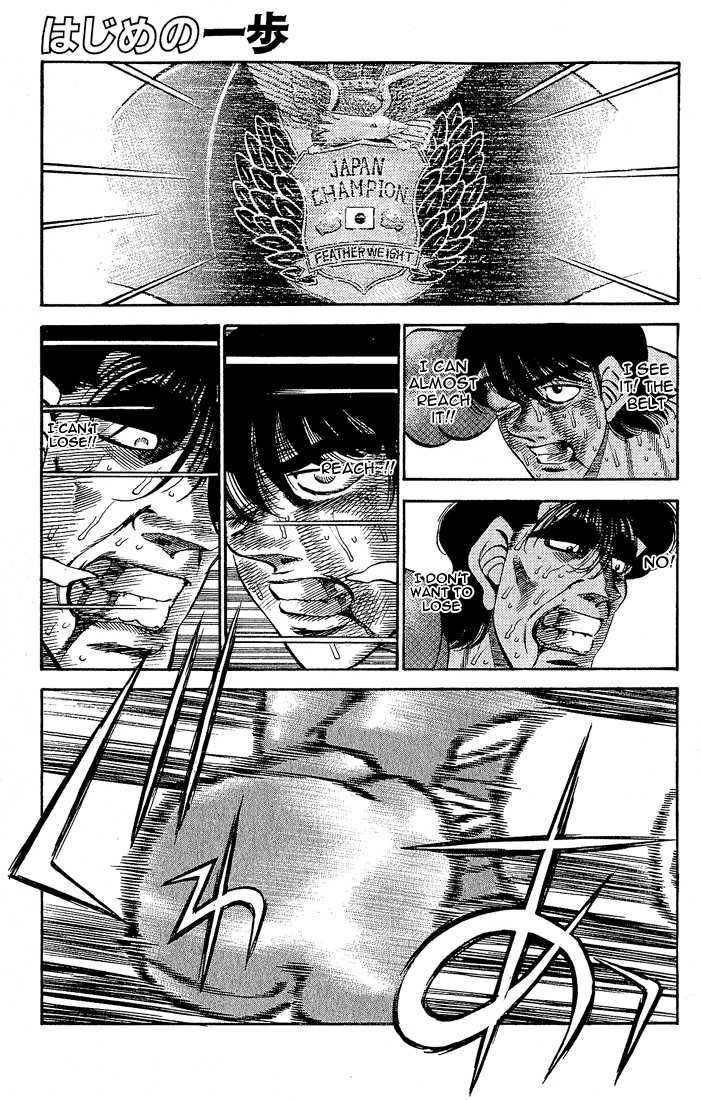 はじめの一歩
JAPAN
CHAMPION
FEATHERWEIGHT
I SEE
IT! THE
BELT
I CAN
ALMOST
REACH
IT!!
REACH~!!
I CAN'T
LOSE!!
NO!
I DON'T
WANT TO
LOSE